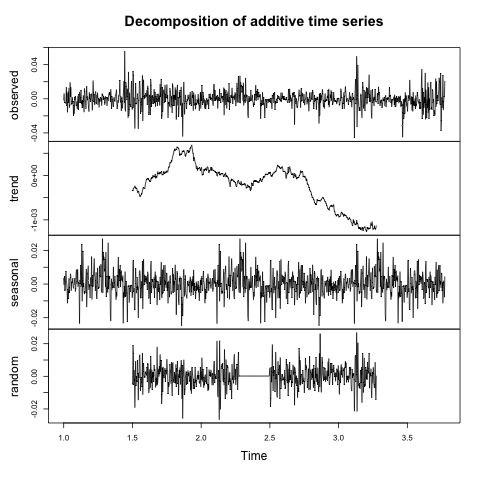 Decomposition of additive time series
observed
-0.04 0.00 0.04
trend
-1e-03 0e+00
seasonal
-0.02 0.00 0.02
random
-0.02 0.00 0.02
1.0 1.5 2.0 2.5 3.0 3.5
Time